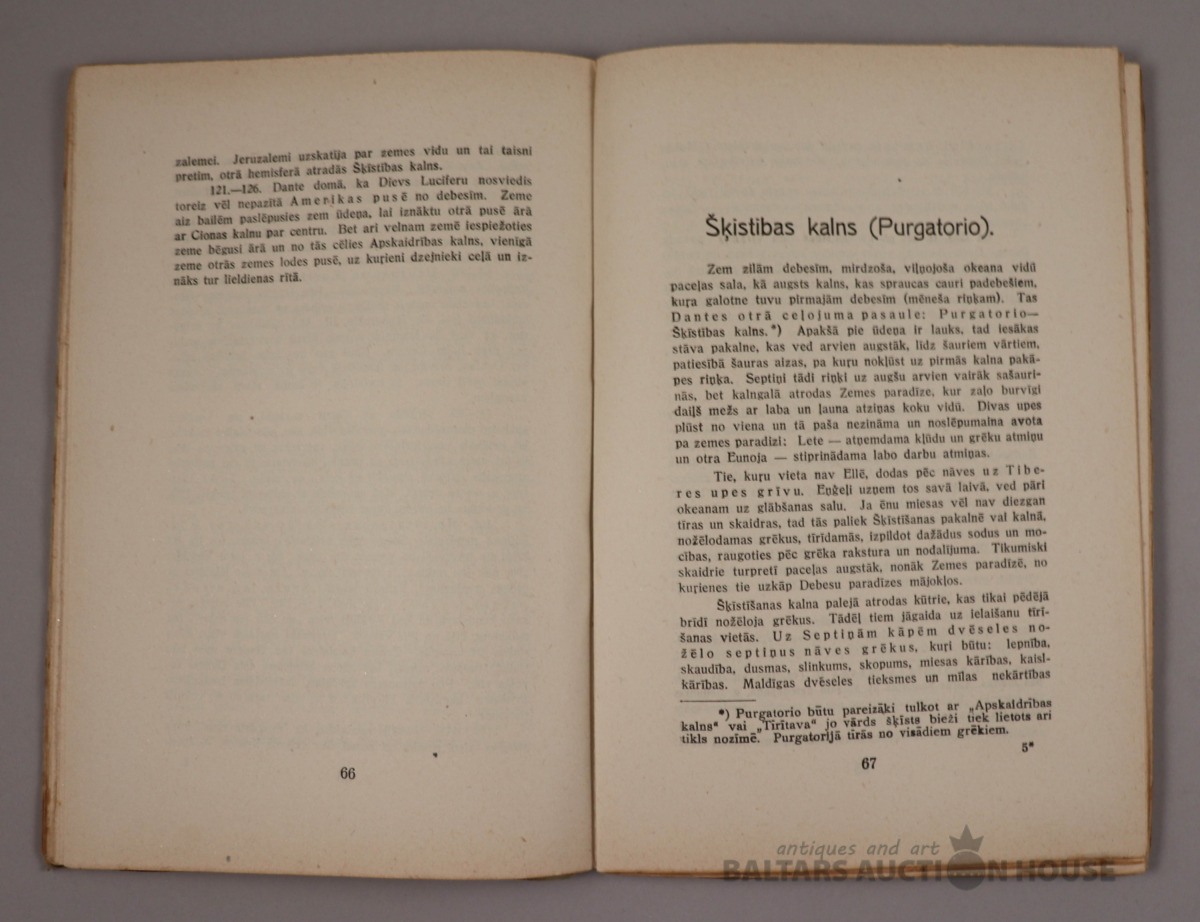 zalemei. Jeruzalemi uzskatīja par zemes vidu un tai taisni
pretim, otrā hemisferā atradās Šķīstības kalns.
121.—126. Dante domā, ka Dievs Luciferu nosviedis
toreiz vēl nepazītā Amerikas pusē no debesīm. Zeme
aiz bailēm paslēpusies zem ūdeņa, lai iznāktu otrā pusē ārā
ar Cionas kalnu par centru. Bet arī velnam zemē iespiežoties
zeme bēgusi ārā un no tās cēlies Apskaidrības kalns, vienīgā
zeme otrās zemes lodes pusē, uz kuŗieni dzejnieki ceļā un iz-
nāks tur lieldienas rītā.
66
Šķistibas kalns (Purgatorio).
Zem zilām debesīm, mirdzoša, viļņojoša okeana vidū
paceļas sala, kā augsts kalns, kas spraucas cauri padebešiem,
kuŗa galotne tuvu pirmajām debesīm (mēneša riņķam). Tas
Dantes otrā ceļojuma pasaule: Purgatorio—
Šķīstības kalns.*) Apakšā pie ūdeņa ir lauks, tad iesākas
stāva pakalne, kas ved arvien augstāk, līdz šauriem vārtiem,
patiesībā šauras aizas, pa kuŗu nokļūst uz pirmās kalna pakā-
pes riņķa. Septiņi tādi riņķi uz augšu arvien vairāk sašauri-
nās, bet kalngalā atrodas Zemes paradīze, kur zaļo burvīgi
daiļš mežs ar laba un ļauna atziņas koku vidū. Divas upes
plūst no viena un tā paša nezināma un noslēpumaina avota
pa zemes paradizi: Lete — atņemdama kļūdu un grēku atmiņu
un otra Eunoja — stiprinādama labo darbu atmiņas.
Tie, kuŗu vieta nav Ellē, dodas pēc nāves uz Tibe-
res upes grīvu. Eņģeļi uzņem tos savā laivā, ved pāri
okeanam uz glābšanas salu. Ja ēnu miesas vēl nav diezgan
tīras un skaidras, tad tās paliek Šķīstīšanas pakalnē vai kalnā,
nožēlodamas grēkus, tīrīdamās, izpildot dažādus sodus un mo-
cības, raugoties pēc grēka rakstura un nodalījuma. Tikumiski
skaidrie turpretī paceļas augstāk, nonāk Zemes paradīzē, no
kuŗienes tie uzkāp Debesu paradīzes mājokļos.
Šķīstīšanas kalna palejā atrodas kūtrie, kas tikai pēdējā
brīdī nožēloja grēkus. Tādēļ tiem jāgaida uz ielaišanu tīrī-
šanas vietās. Uz Septiņām kāpēm dvēseles no-
žēlo septiņus nāves grēkus, kuŗi būtu: lepnība,
skaudība, dusmas, slinkums, skopums, miesas kārības, kaisl-
kārības. Maldīgas dvēseles tieksmes un mīlas nekārtības
*) Purgatorio būtu pareizāki tulkot ar „Apskaidrības
kalns“ vai „Tīrītava“ jo vārds šķīsts bieži tiek lietots arī
tikls nozīmē. Purgatorijā tīrās no visādiem grēkiem.
5*
67
antiques and art
BALTARS AUCTION HOUSE